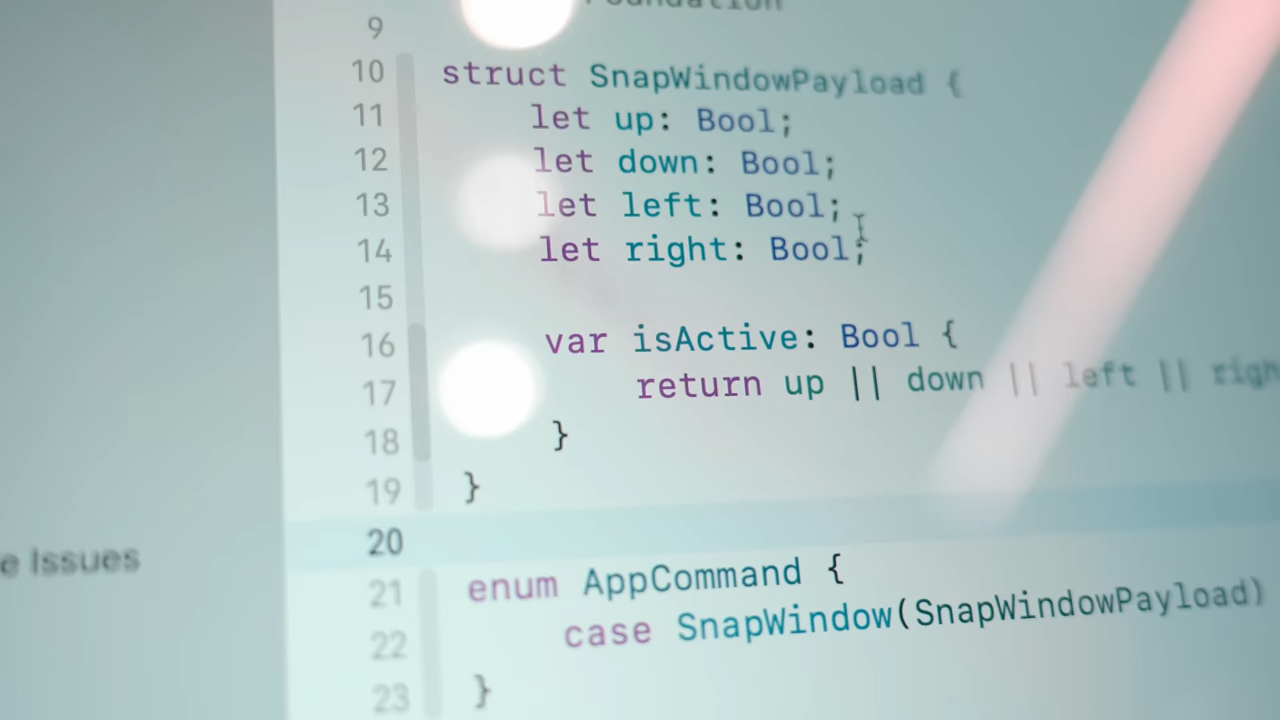 Foundation
9
10 struct SnapWindowPayload {
11 let up: Bool;
12 let down: Bool;
13 let left: Bool;
14 let right: Bool;
15
16 var isActive: Bool {
17 return up || down || left ||
18 }
19 }
20
e Issues
21 enum AppCommand {
22 case SnapWindow(SnapWindowPayload)
23 }